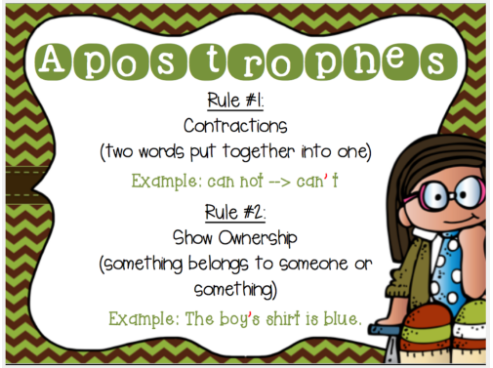 Apostrophes
Rule #1:
Contractions
(two words put together into one)
Example: can not --> can't
Rule #2:
Show Ownership
(something belongs to someone or
something)
Example: The boy's shirt is blue.